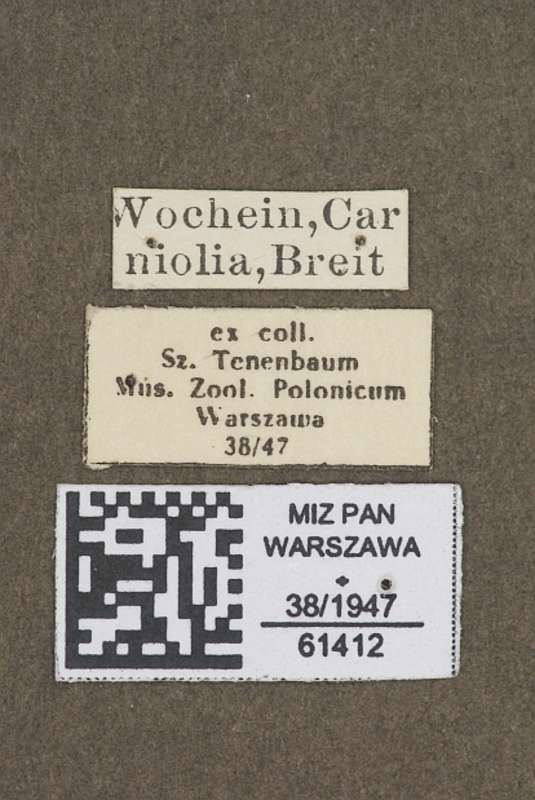 Wochein,Car
niolia,Breit
ex coll.
Sz. Tenenbaum
Mus. Zool. Polonicum
Warszawa
38/47
MIZ PAN
WARSZAWA
38/1947
61412